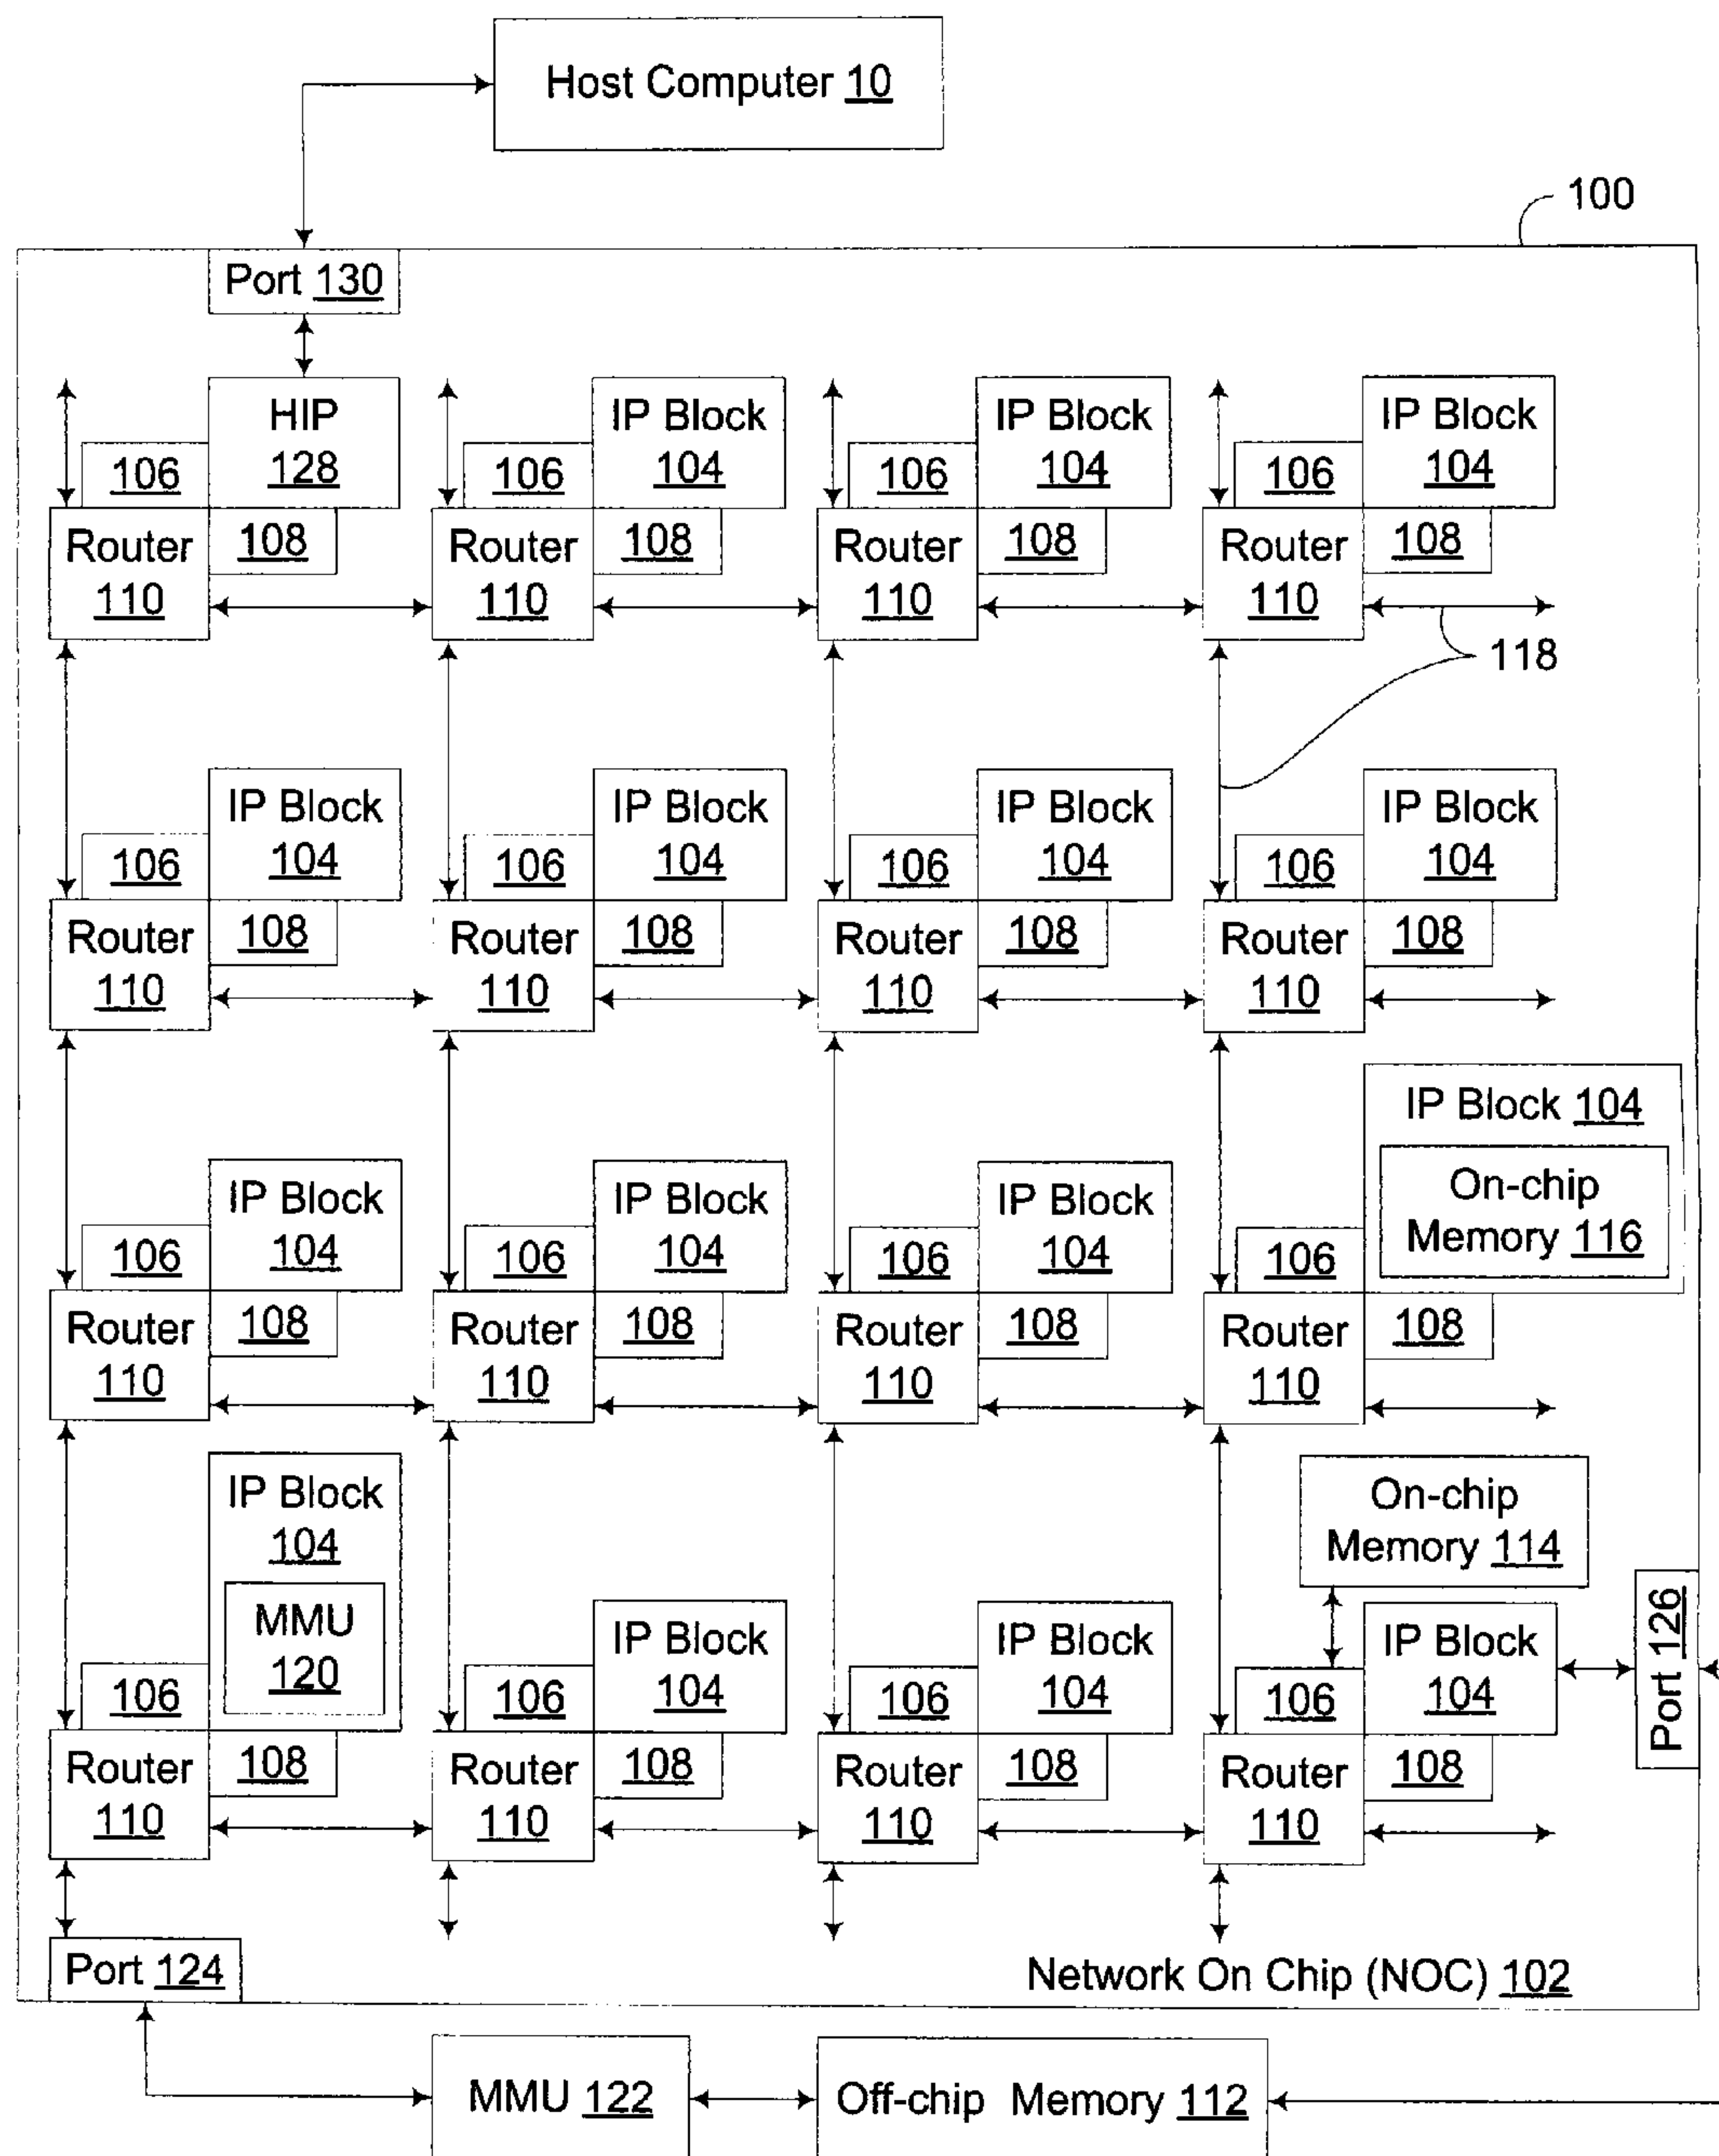 Host Computer 10
100
Port 130
HIP
128
106
108
Router
110
IP Block
104
106
108
Router
110
IP Block
104
106
108
Router
110
IP Block
104
106
108
Router
110
118
IP Block
104
106
108
Router
110
IP Block
104
106
108
Router
110
IP Block
104
106
108
Router
110
IP Block
104
106
108
Router
110
IP Block
104
106
108
Router
110
IP Block
104
106
108
Router
110
IP Block
104
106
108
Router
110
IP Block 104
On-chip
Memory 116
106
108
Router
110
IP Block
104
MMU
120
106
108
Router
110
IP Block
104
106
108
Router
110
IP Block
104
106
108
Router
110
On-chip
Memory 114
IP Block
104
106
108
Router
110
Port 126
Port 124
Network On Chip (NOC) 102
MMU 122
Off-chip Memory 112